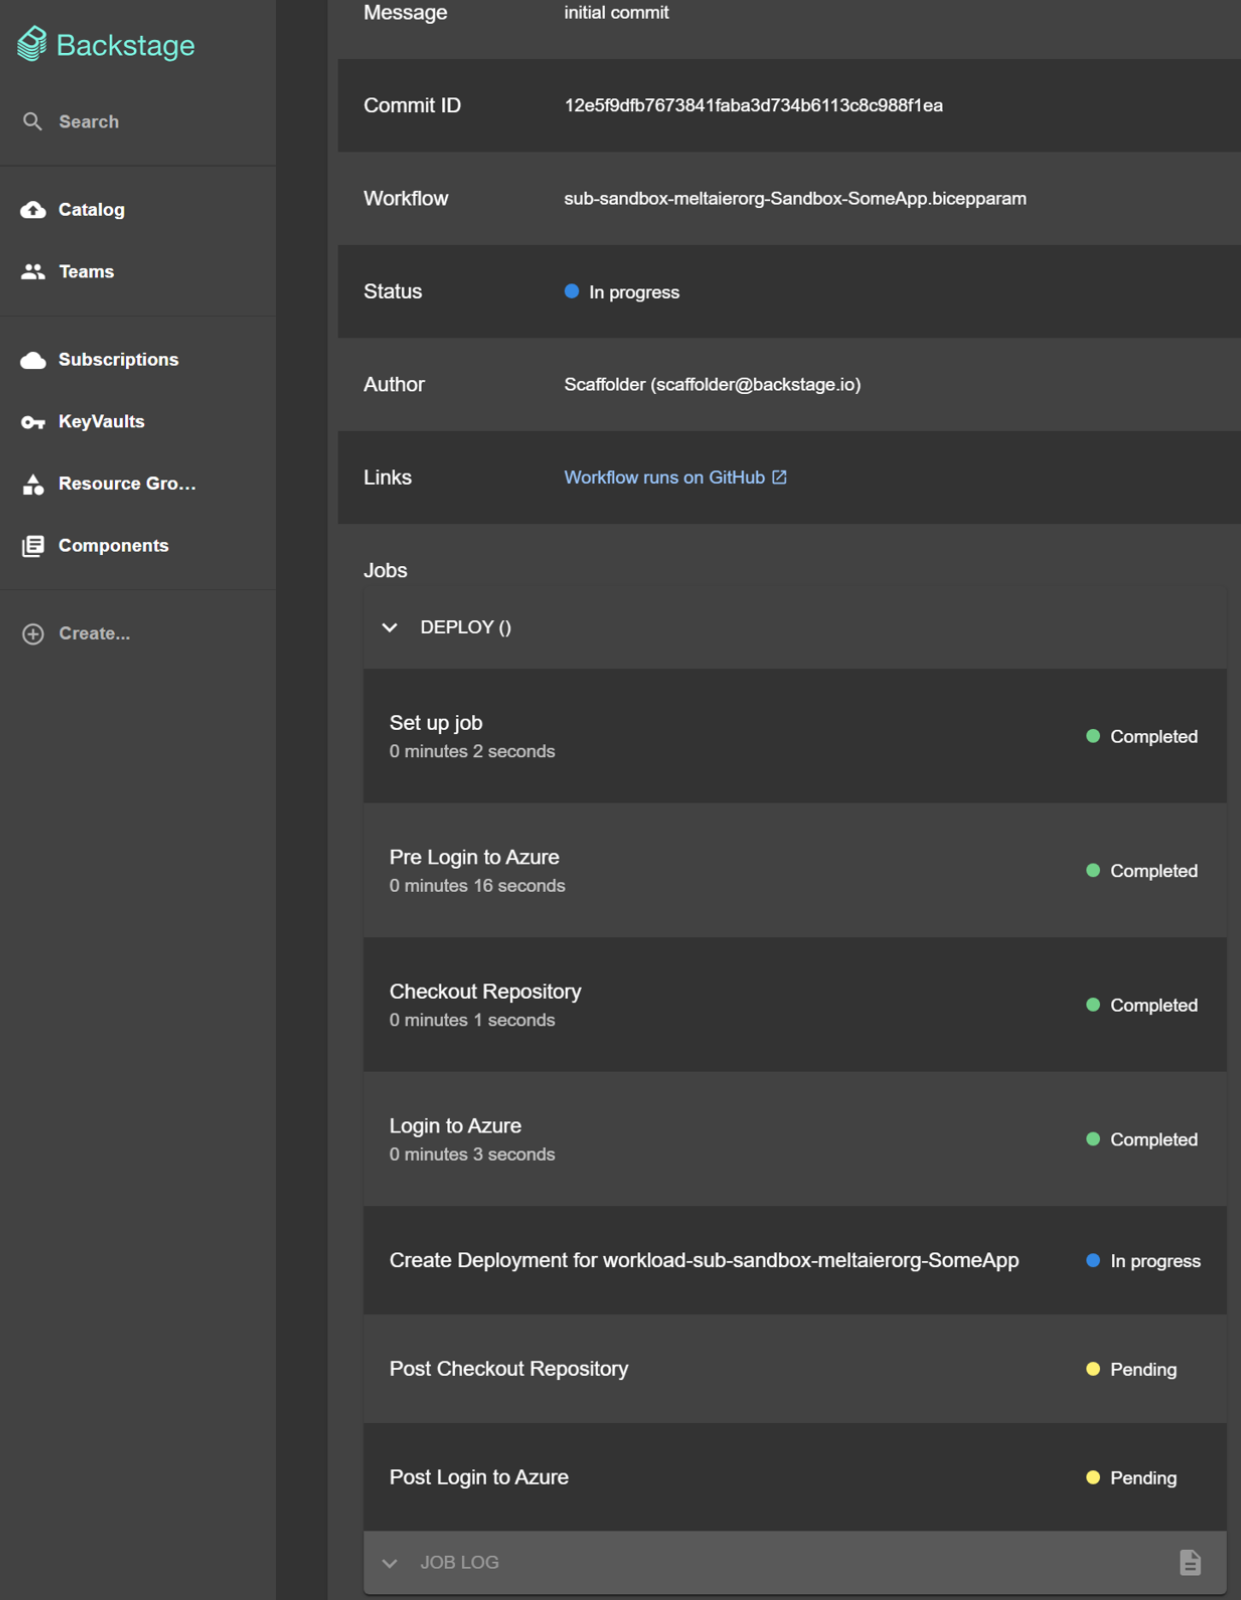 Backstage
Search
Catalog
Teams
Subscriptions
KeyVaults
Resource Gro...
Components
Create...
Message initial commit
Commit ID 12e5f9dfb7673841faba3d734b6113c8c988f1ea
Workflow sub-sandbox-meltaierorg-Sandbox-SomeApp.bicepparam
Status In progress
Author Scaffolder (scaffolder@backstage.io)
Links Workflow runs on GitHub
Jobs
DEPLOY ()
Set up job
0 minutes 2 seconds
Completed
Pre Login to Azure
0 minutes 16 seconds
Completed
Checkout Repository
0 minutes 1 seconds
Completed
Login to Azure
0 minutes 3 seconds
Completed
Create Deployment for workload-sub-sandbox-meltaierorg-SomeApp In progress
Post Checkout Repository Pending
Post Login to Azure Pending
JOB LOG